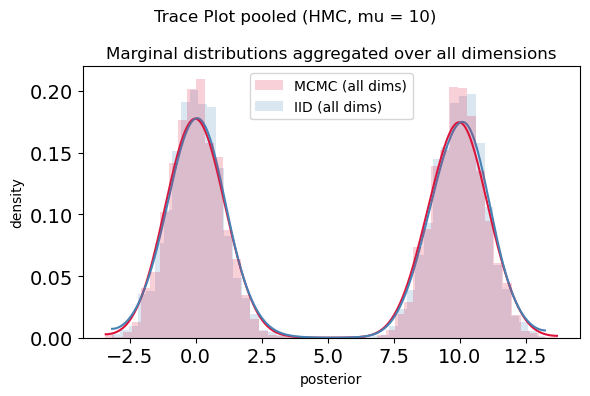 Trace Plot pooled (HMC, mu = 10)
Marginal distributions aggregated over all dimensions
MCMC (all dims)
IID (all dims)
density
0.20
0.15
0.10
0.05
0.00
−2.5 0.0 2.5 5.0 7.5 10.0 12.5
posterior